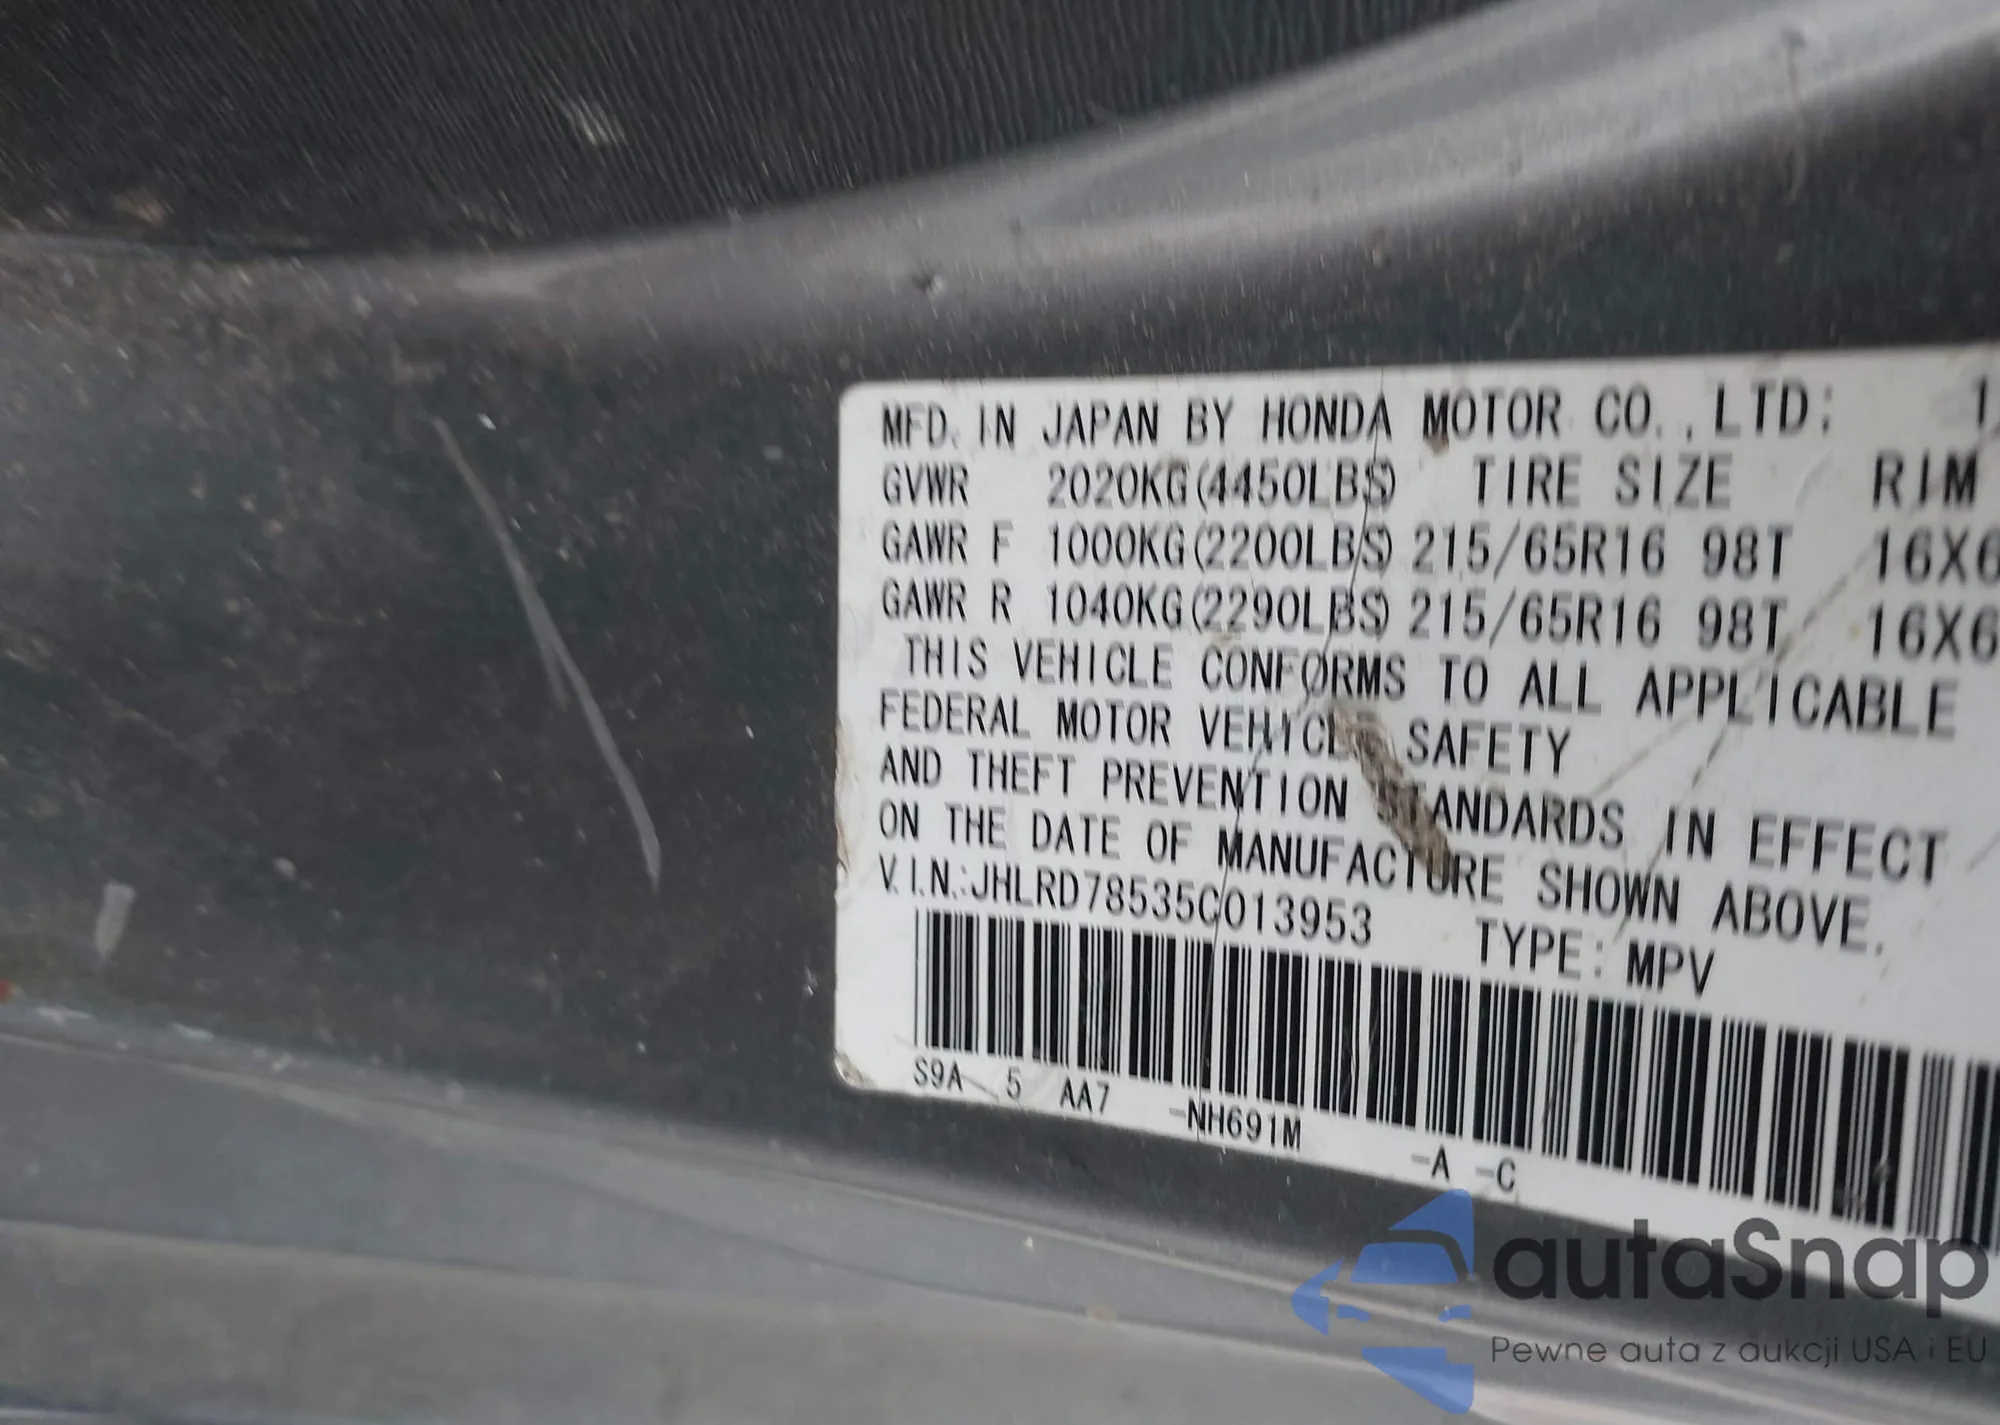 MFD. IN JAPAN BY HONDA MOTOR CO.,LTD: 1
GVWR 2020KG(4450LBS) TIRE SIZE RIM
GAWR F 1000KG(2200LBS) 215/65R16 98T 16X6
GAWR R 1040KG(2290LBS) 215/65R16 98T 16X6
THIS VEHICLE CONFORMS TO ALL APPLICABLE
FEDERAL MOTOR VEHICLE SAFETY
AND THEFT PREVENTION STANDARDS IN EFFECT
ON THE DATE OF MANUFACTURE SHOWN ABOVE.
V.I.N.:JHLRD78535C013953 TYPE: MPV
S9A 5 AA7 -NH691M -A -C
autaSnap
Pewne auta z aukcji USA i EU